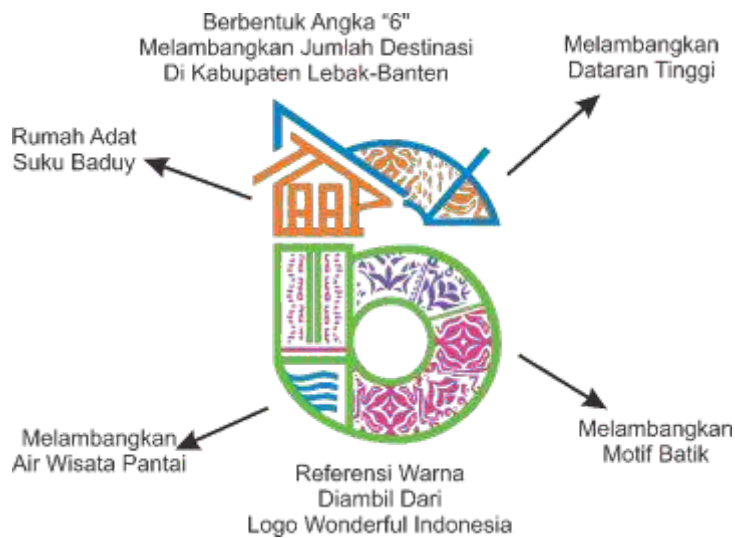 Berbentuk Angka "6"
Melambangkan Jumlah Destinasi
Di Kabupaten Lebak-Banten
Melambangkan
Dataran Tinggi
Rumah Adat
Suku Baduy
Melambangkan
Air Wisata Pantai
Melambangkan
Motif Batik
Referensi Warna
Diambil Dari
Logo Wonderful Indonesia